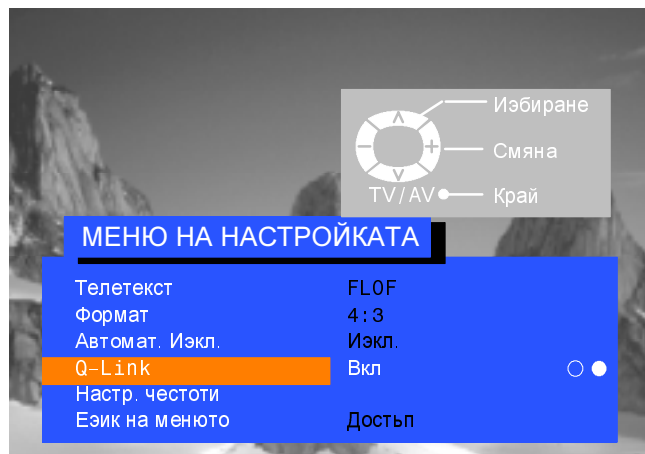 Иэбиране
Смяна
TV/AV
Край
МЕНЮ НА НАСТРОЙКАТА
Телетекст FLOF
Формат 4:3
Автомат. Иэкл. Иэкл.
Q-Link Вкл
Настр. честоти
Еэик на менюто Достьп